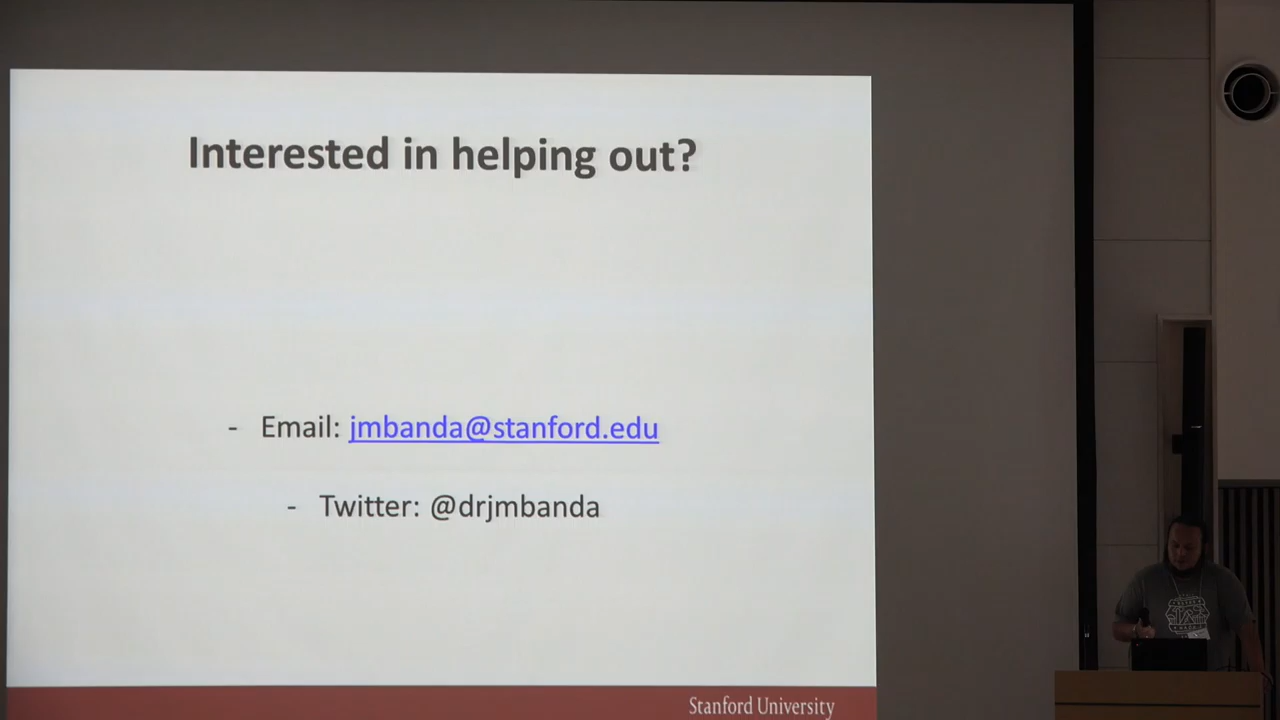 Interested in helping out?
- Email: jmbanda@stanford.edu
- Twitter: @drjmbanda
Stanford University